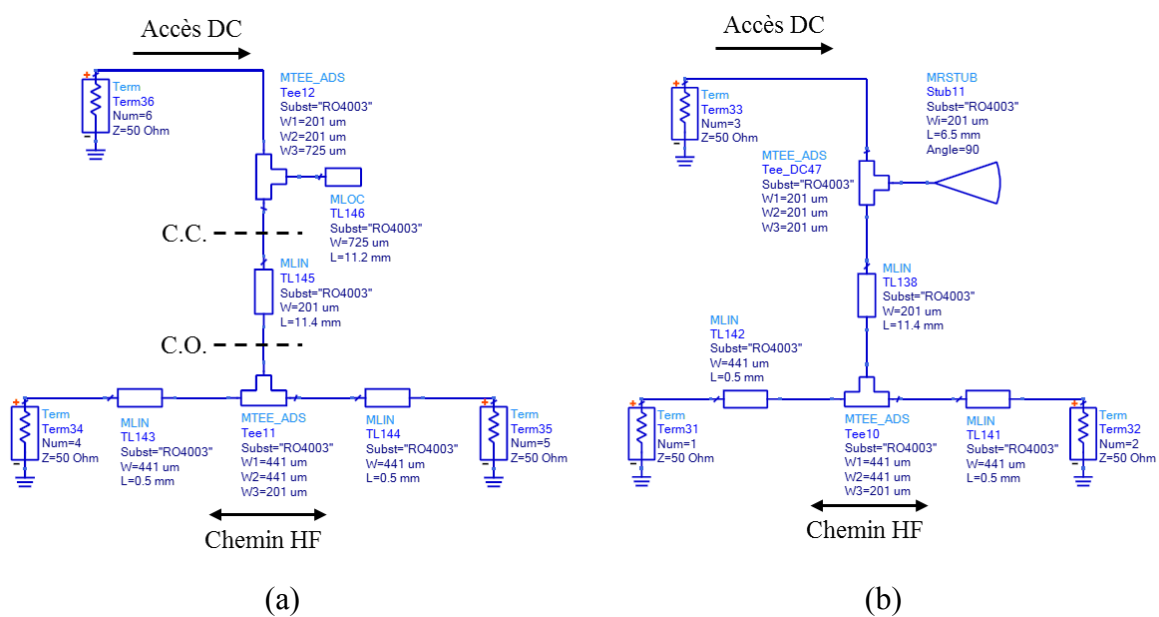 Accès DC
Term
Term36
Num=6
Z=50 Ohm
MTEE_ADS
Tee12
Subst="RO4003"
W1=201 um
W2=201 um
W3=725 um
MLOC
TL146
Subst="RO4003"
W=725 um
L=11.2 mm
C.C.
MLIN
TL145
Subst="RO4003"
W=201 um
L=11.4 mm
C.O.
Term
Term34
Num=4
Z=50 Ohm
MLIN
TL143
Subst="RO4003"
W=441 um
L=0.5 mm
MTEE_ADS
Tee11
Subst="RO4003"
W1=441 um
W2=441 um
W3=201 um
MLIN
TL144
Subst="RO4003"
W=441 um
L=0.5 mm
Term
Term35
Num=5
Z=50 Ohm
Chemin HF
(a)
Accès DC
Term
Term33
Num=3
Z=50 Ohm
MRSTUB
Stub11
Subst="RO4003"
Wi=201 um
L=6.5 mm
Angle=90
MTEE_ADS
Tee_DC47
Subst="RO4003"
W1=201 um
W2=201 um
W3=201 um
MLIN
TL138
Subst="RO4003"
W=201 um
L=11.4 mm
MLIN
TL142
Subst="RO4003"
W=441 um
L=0.5 mm
Term
Term31
Num=1
Z=50 Ohm
MTEE_ADS
Tee10
Subst="RO4003"
W1=441 um
W2=441 um
W3=201 um
MLIN
TL141
Subst="RO4003"
W=441 um
L=0.5 mm
Term
Term32
Num=2
Z=50 Ohm
Chemin HF
(b)